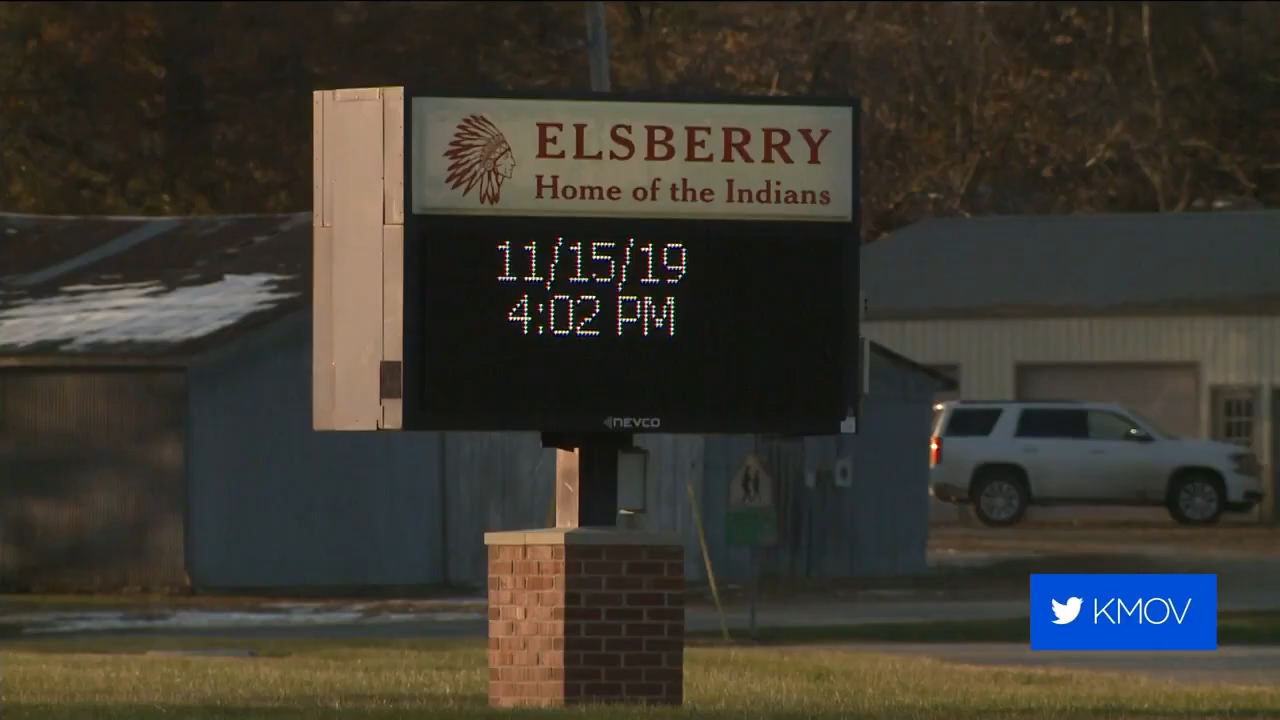 ELSBERRY
Home of the Indians
11/15/19
4:02 PM
NEVCO
KMOV